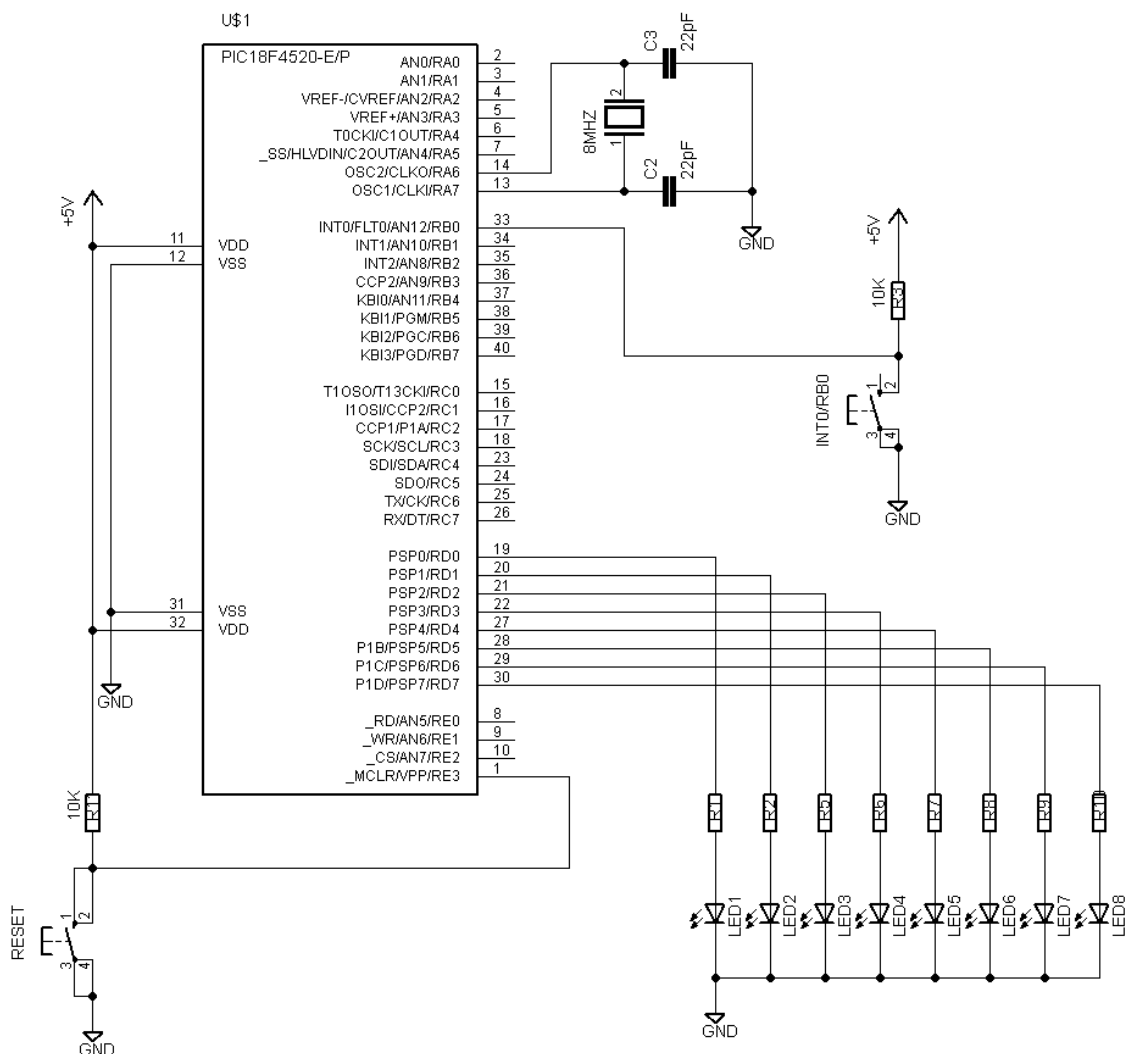 U$1
PIC18F4520-E/P
AN0/RA0 2
AN1/RA1 3
VREF-/CVREF/AN2/RA2 4
VREF+/AN3/RA3 5
T0CKI/C1OUT/RA4 6
_SS/HLVDIN/C2OUT/AN4/RA5 7
OSC2/CLKO/RA6 14
OSC1/CLKI/RA7 13
C3
22pF
2
8MHZ
1
C2
22pF
GND
+5V
11 VDD
12 VSS
INT0/FLT0/AN12/RB0 33
INT1/AN10/RB1 34
INT2/AN8/RB2 35
CCP2/AN9/RB3 36
KBI0/AN11/RB4 37
KBI1/PGM/RB5 38
KBI2/PGC/RB6 39
KBI3/PGD/RB7 40
+5V
10K
R3
INT0/RB0
1 2
3 4
GND
T1OSO/T13CKI/RC0 15
I1OSI/CCP2/RC1 16
CCP1/P1A/RC2 17
SCK/SCL/RC3 18
SDI/SDA/RC4 23
SDO/RC5 24
TX/CK/RC6 25
RX/DT/RC7 26
PSP0/RD0 19
PSP1/RD1 20
PSP2/RD2 21
PSP3/RD3 22
PSP4/RD4 27
P1B/PSP5/RD5 28
P1C/PSP6/RD6 29
P1D/PSP7/RD7 30
31 VSS
32 VDD
GND
_RD/AN5/RE0 8
_WR/AN6/RE1 9
_CS/AN7/RE2 10
_MCLR/VPP/RE3 1
10K
RESET
1 2
3 4
GND
R2 R5 R6 R7 R8 R9
LED1 LED2 LED3 LED4 LED5 LED6 LED7 LED8
GND